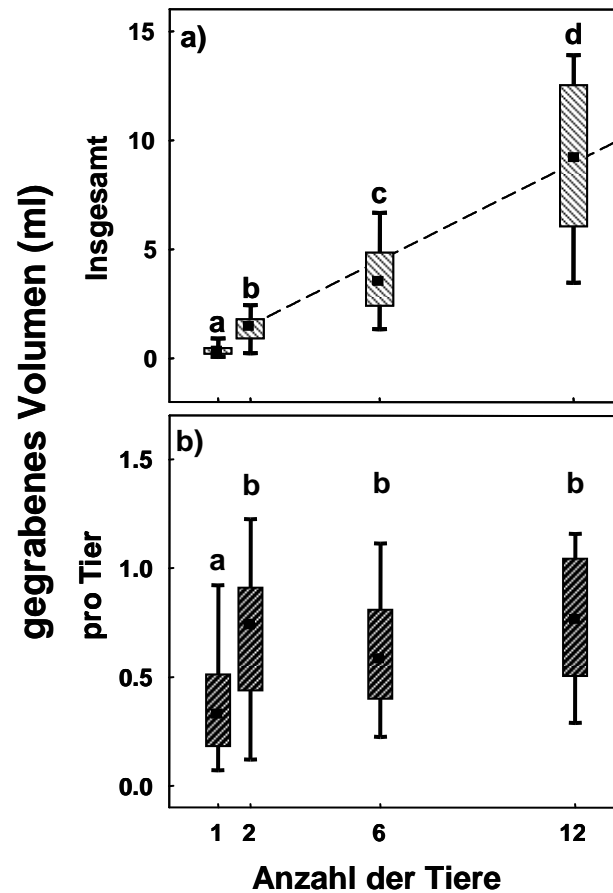 gegrabenes Volumen (ml)
Insgesamt
a)
15
10
5
0
a
b
c
d
pro Tier
b)
1.5
1.0
0.5
0.0
a
b
b
b
1 2 6 12
Anzahl der Tiere